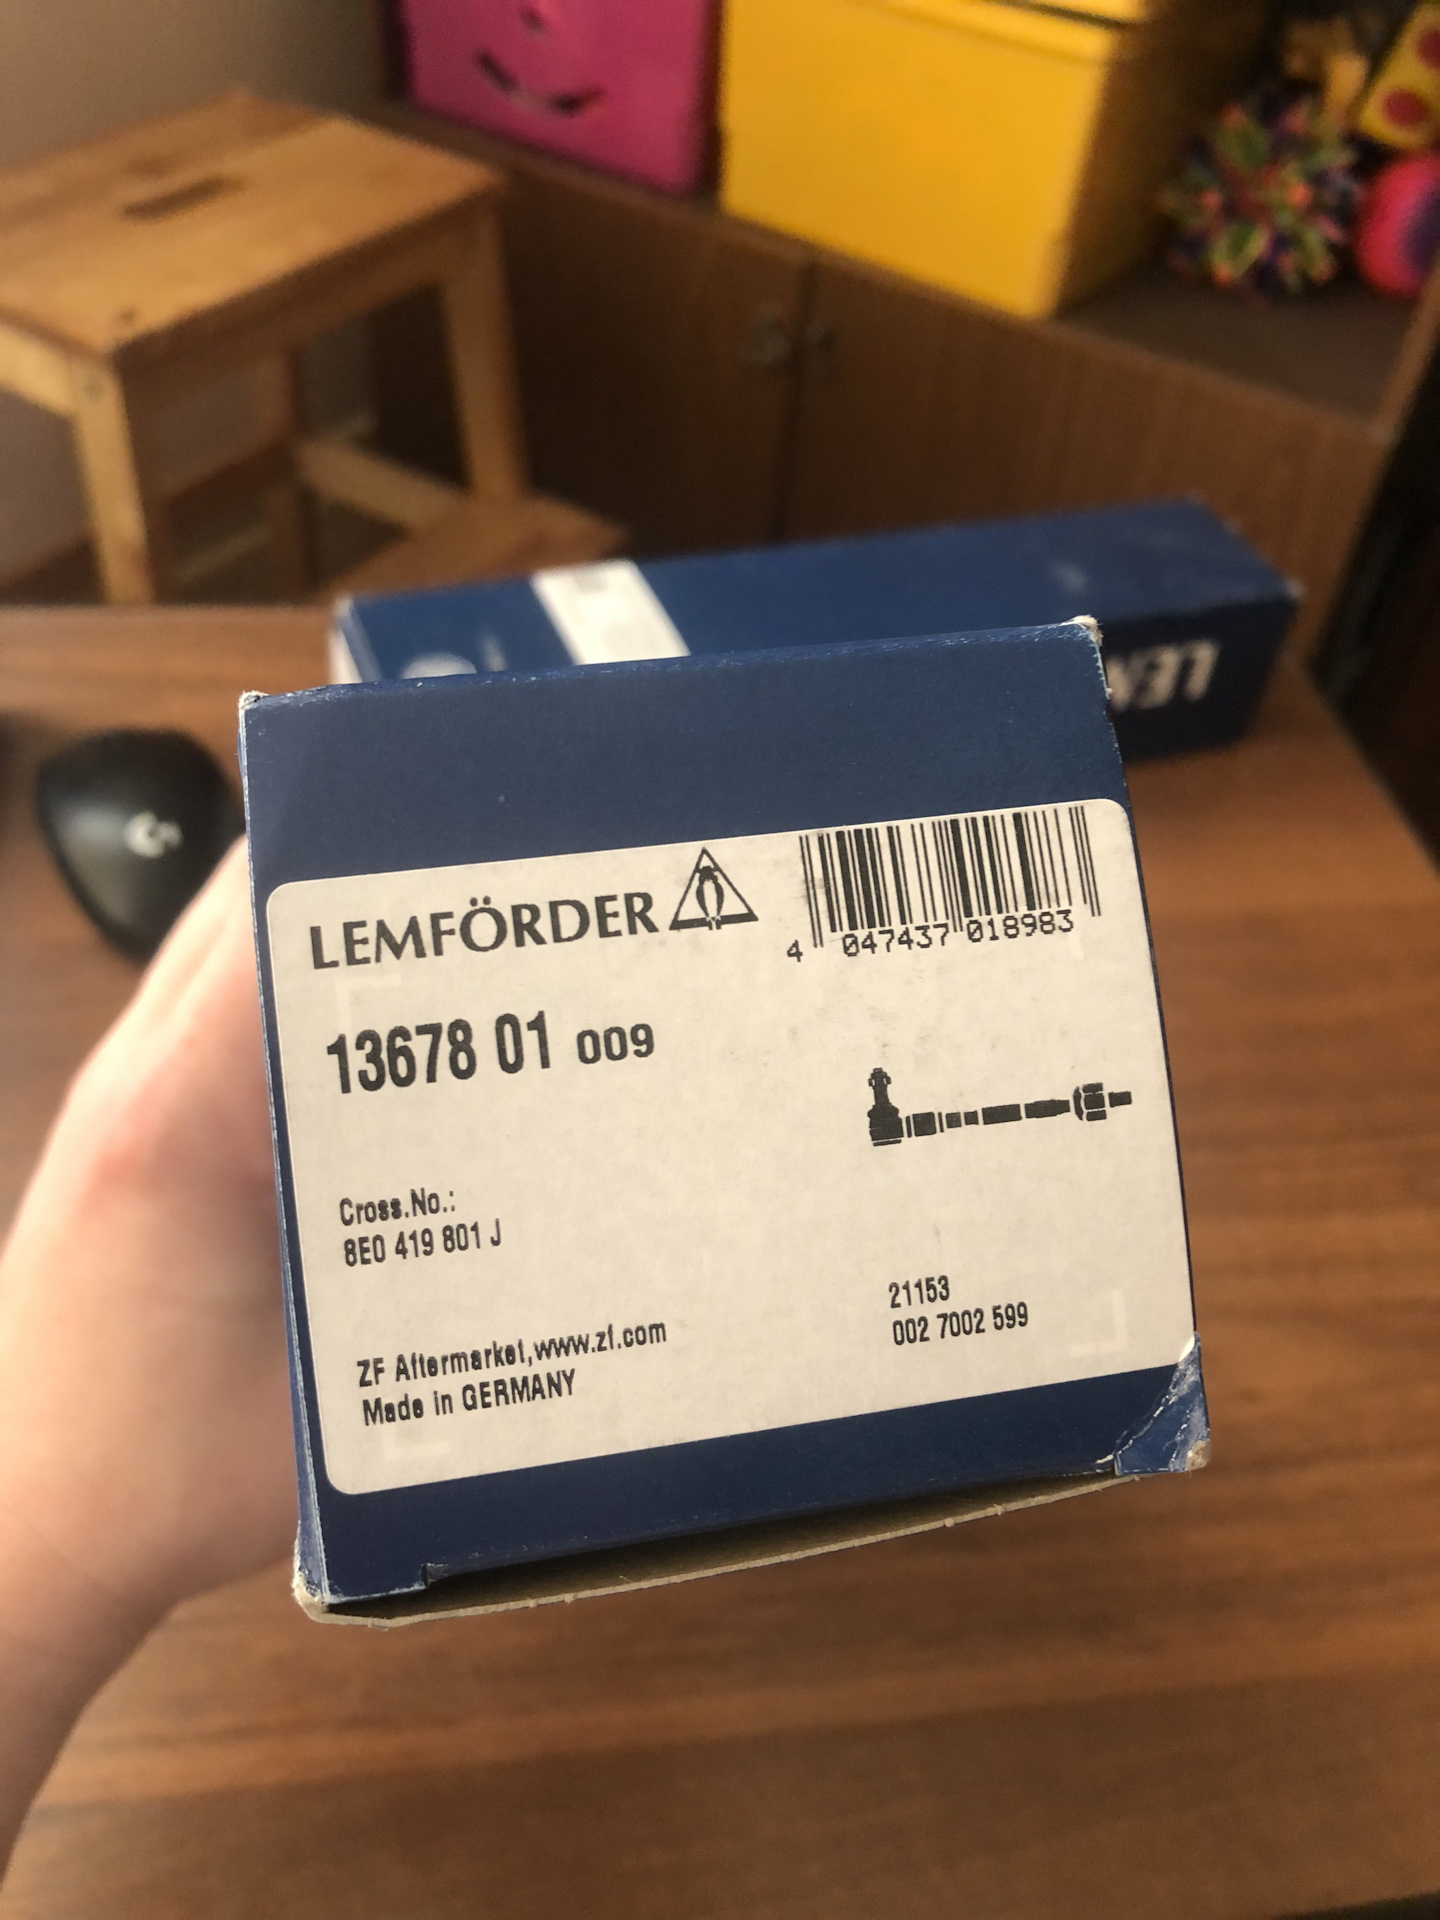 LEM
LEMFÖRDER
4 047437 018983
13678 01 009
Cross.No.:
8E0 419 801 J
21153
002 7002 599
ZF Aftermarket,www.zf.com
Made in GERMANY
G